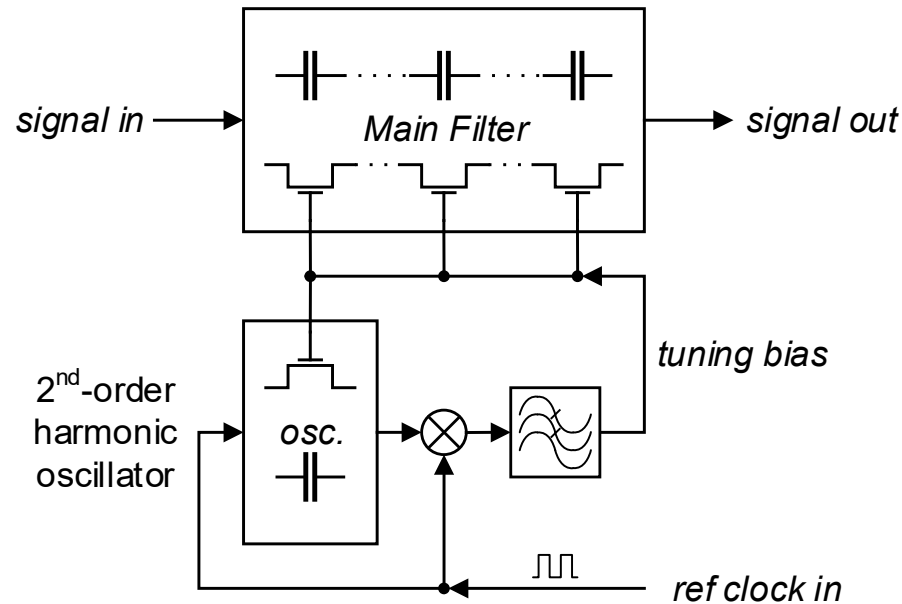 signal in
Main Filter
signal out
tuning bias
2nd-order
harmonic
oscillator
osc.
ref clock in